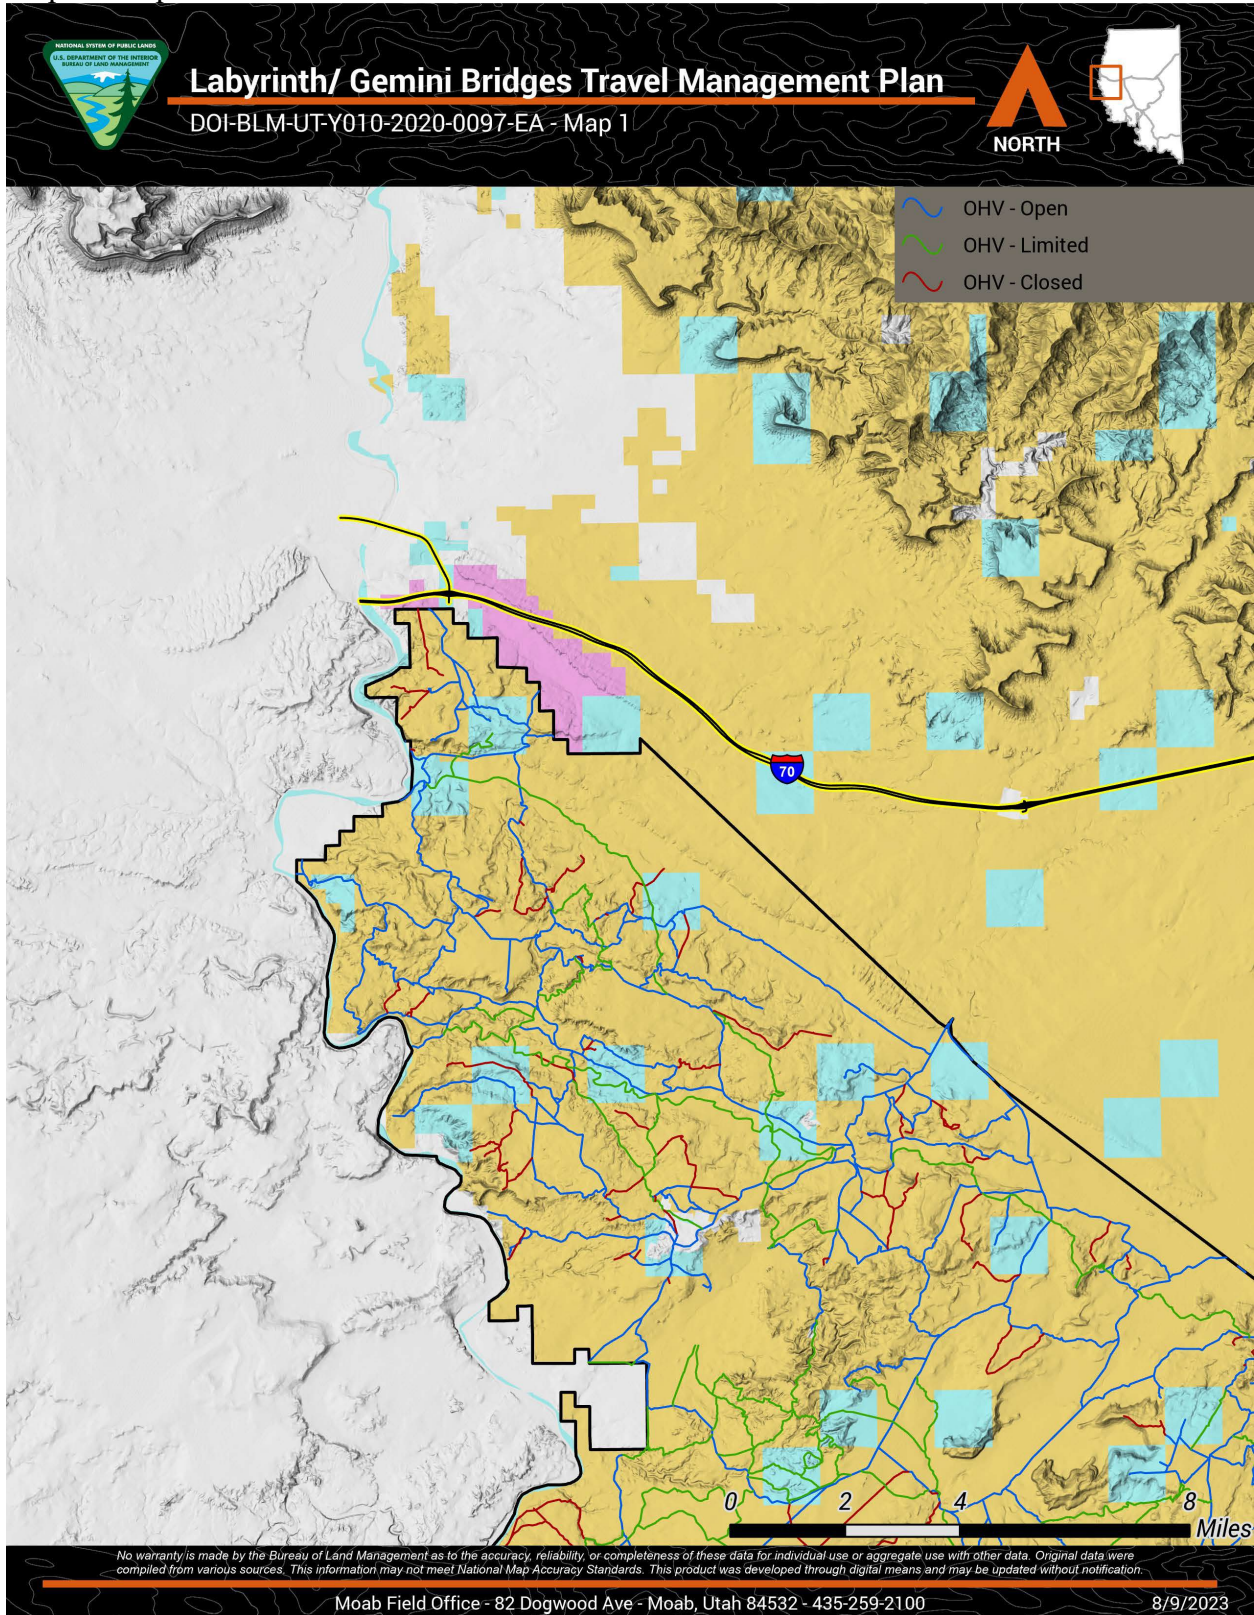 NATIONAL SYSTEM OF PUBLIC LANDS
U.S. DEPARTMENT OF THE INTERIOR
BUREAU OF LAND MANAGEMENT
Labyrinth/ Gemini Bridges Travel Management Plan
DOI-BLM-UT-Y010-2020-0097-EA - Map 1
NORTH
OHV - Open
OHV - Limited
OHV - Closed
70
0 2 4 8
Miles
No warranty is made by the Bureau of Land Management as to the accuracy, reliability, or completeness of these data for individual use or aggregate use with other data. Original data were
compiled from various sources. This information may not meet National Map Accuracy Standards. This product was developed through digital means and may be updated without notification.
Moab Field Office - 82 Dogwood Ave - Moab, Utah 84532 - 435-259-2100
8/9/2023